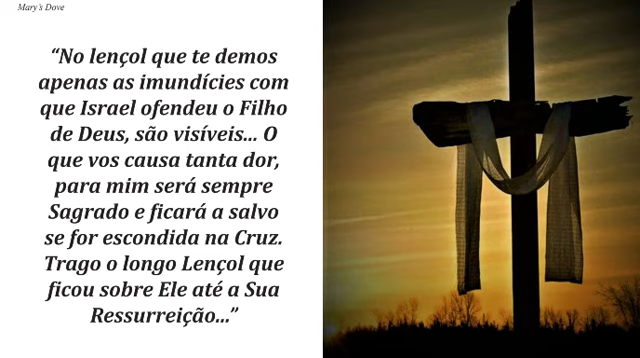 Mary's Dove
“No lençol que te demos
apenas as imundícies com
que Israel ofendeu o Filho
de Deus, são visíveis... O
que vos causa tanta dor,
para mim será sempre
Sagrado e ficará a salvo
se for escondida na Cruz.
Trago o longo Lençol que
ficou sobre Ele até a Sua
Ressurreição...”